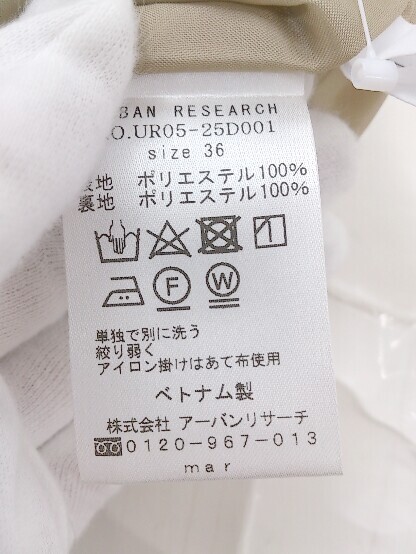 BAN RESEARCH
O.UR05-25D001
size 36
表地 ポリエステル100%
裏地 ポリエステル100%
F W
単独で別に洗う
絞り弱く
アイロン掛けはあて布使用
ベトナム製
株式会社 アーバンリサーチ
0120-967-013
mar